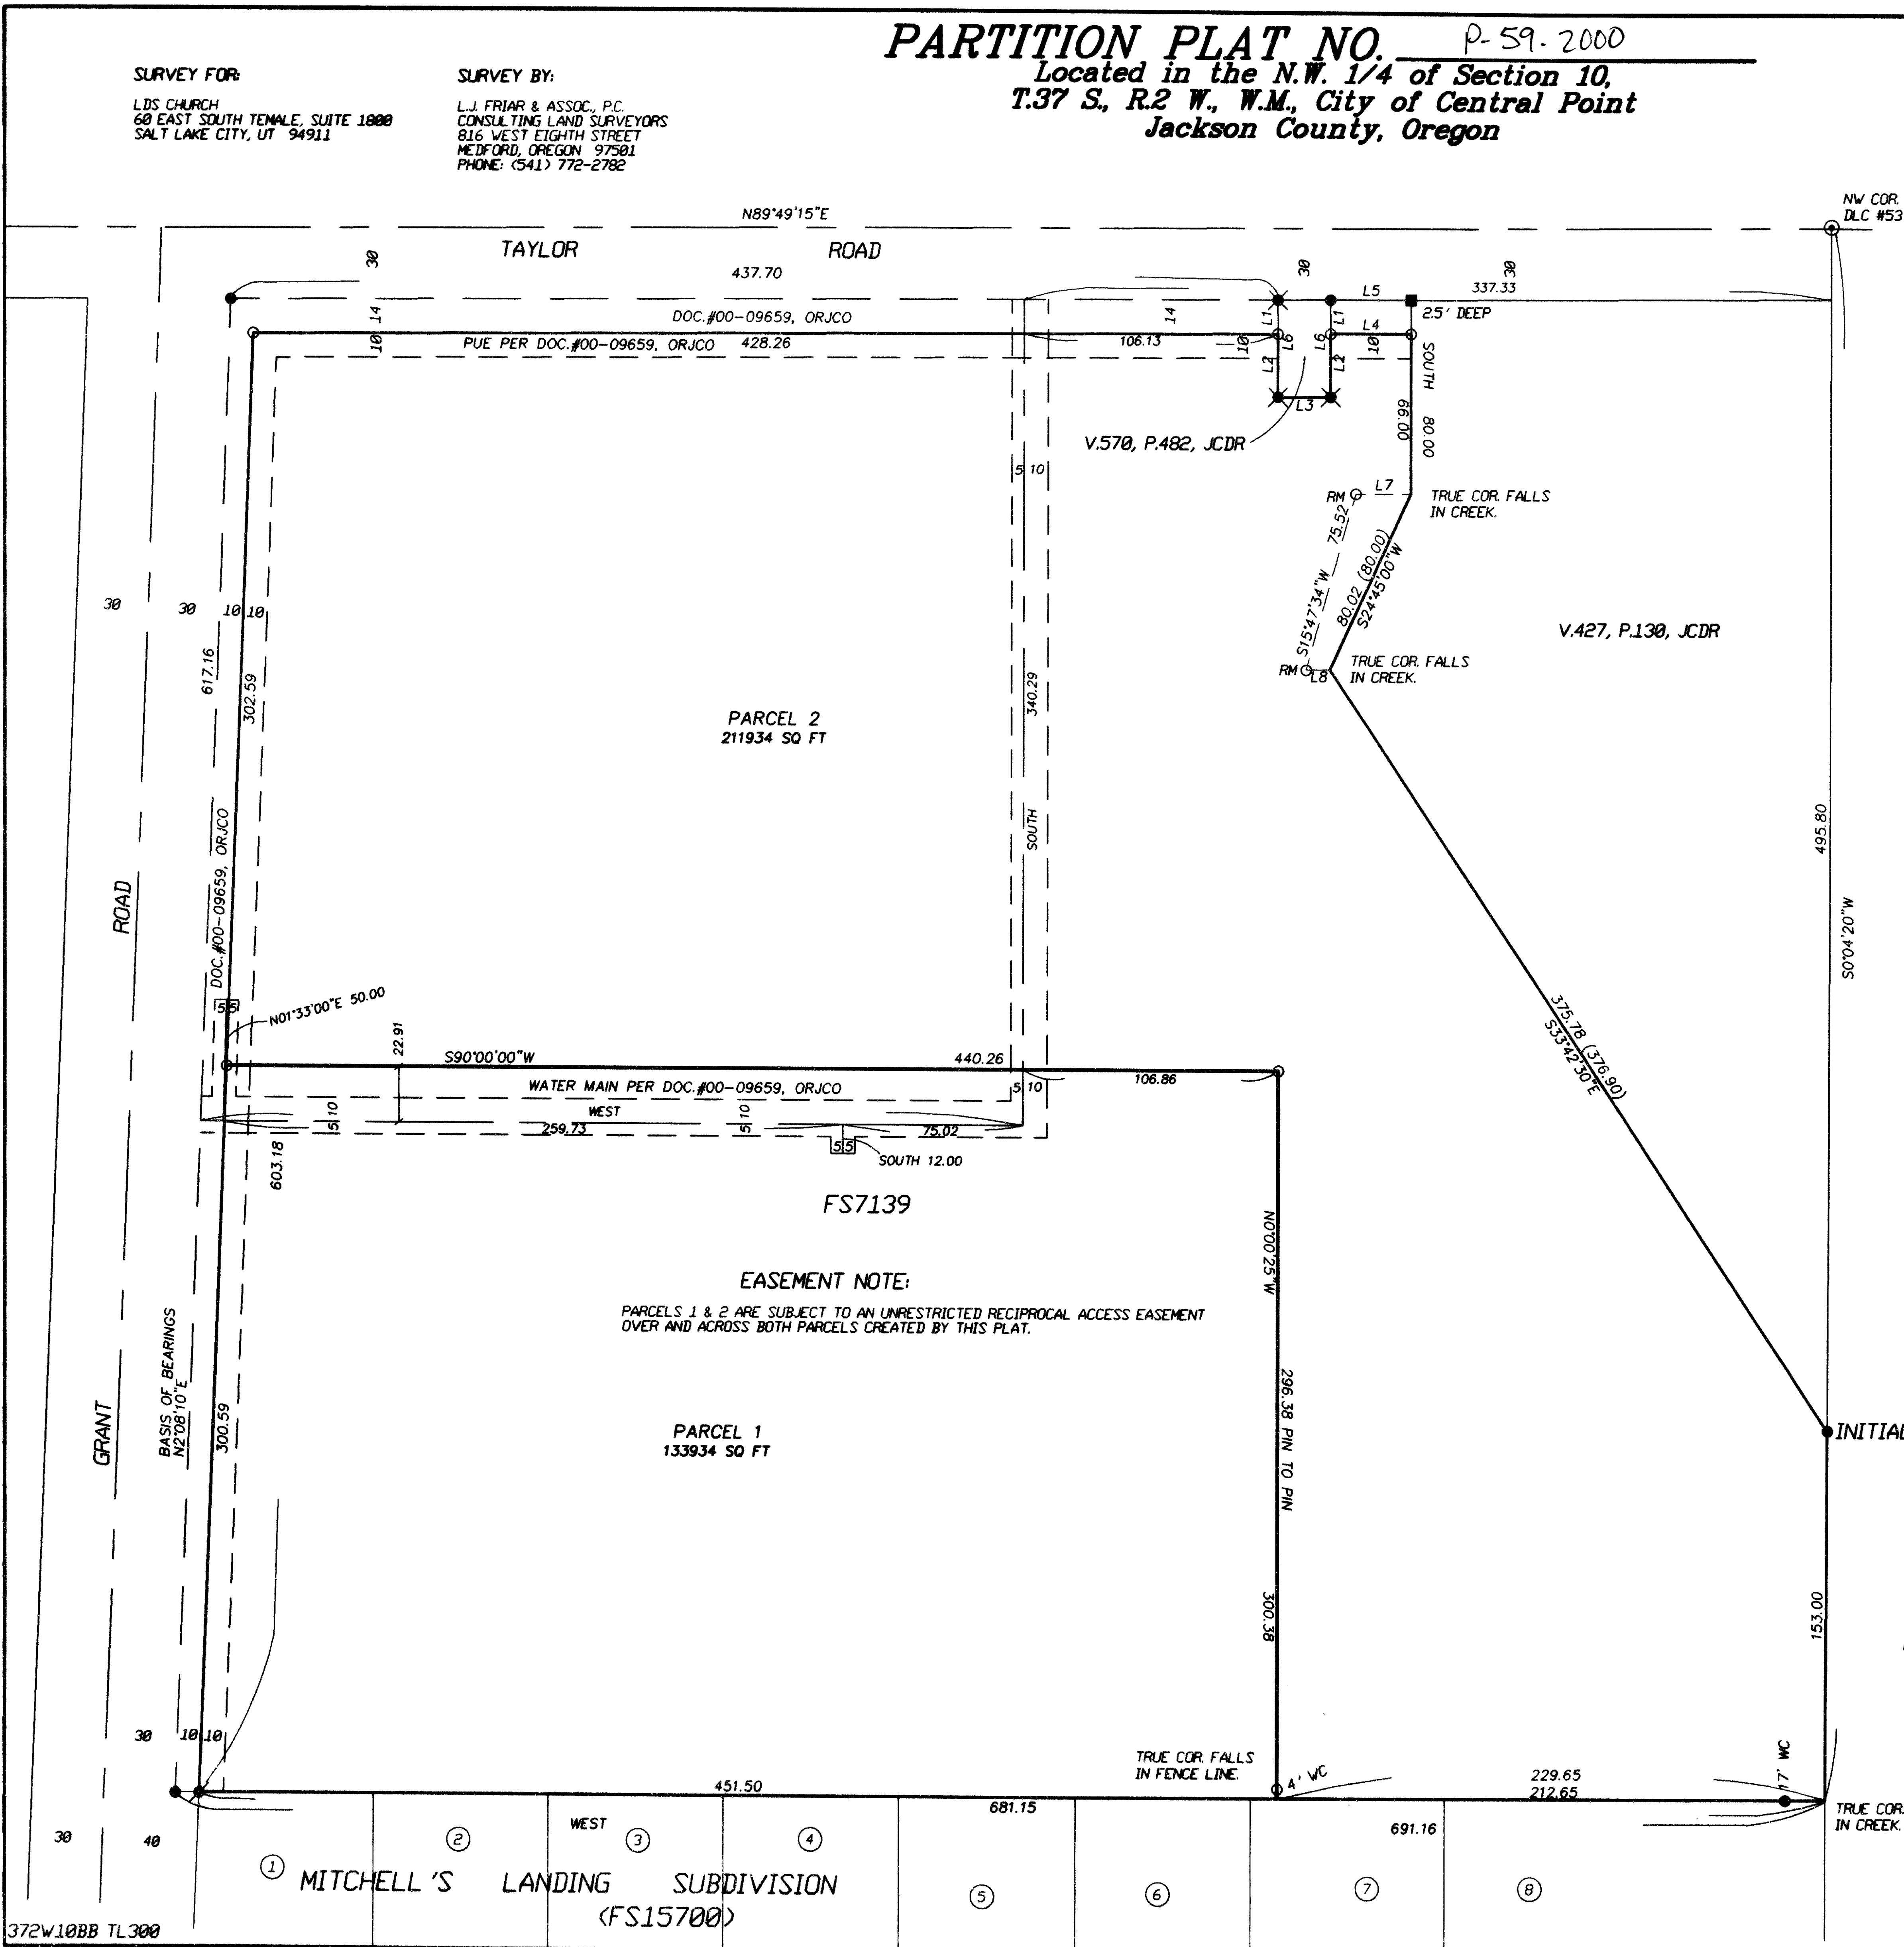 PARTITION PLAT NO. P-59-2000
Located in the N.W. 1/4 of Section 10,
T.37 S., R.2 W., W.M., City of Central Point
Jackson County, Oregon
SURVEY FOR:
LDS CHURCH
60 EAST SOUTH TEMALE, SUITE 1800
SALT LAKE CITY, UT 94911
SURVEY BY:
L.J. FRIAR & ASSOC., P.C.
CONSULTING LAND SURVEYORS
816 WEST EIGHTH STREET
MEDFORD, OREGON 97501
PHONE: (541) 772-2782
NW COR.
DLC #53
N89°49'15"E
TAYLOR ROAD
30
437.70
30
30
L5
337.33
14
DOC.#00-09659, ORJCO
14
L1
L1
2.5' DEEP
10
PUE PER DOC.#00-09659, ORJCO 428.26
106.13
10
L6
L6
L4
10
L2
L2
L3
SOUTH 80.00
66.00
V.570, P.482, JCDR
5 10
RM
L7
TRUE COR. FALLS
IN CREEK.
75.52
S15°47'34"W
80.02 (80.00)
S24°45'00"W
30
30
10 10
V.427, P.130, JCDR
617.16
302.59
RM
L8
TRUE COR. FALLS
IN CREEK.
340.29
SOUTH
PARCEL 2
211934 SQ FT
495.80
S0°04'20"W
ROAD
DOC.#00-09659, ORJCO
5 5
N01°33'00"E 50.00
22.91
375.78 (376.90)
S33°42'30"E
S90°00'00"W
440.26
WATER MAIN PER DOC.#00-09659, ORJCO
5 10
106.86
WEST
5 10
259.73
5 10
75.02
5 5
SOUTH 12.00
603.18
FS7139
N0°00'25"W
EASEMENT NOTE:
PARCELS 1 & 2 ARE SUBJECT TO AN UNRESTRICTED RECIPROCAL ACCESS EASEMENT
OVER AND ACROSS BOTH PARCELS CREATED BY THIS PLAT.
BASIS OF BEARINGS
N2°08'10"E
GRANT
300.59
PARCEL 1
133934 SQ FT
296.38 PIN TO PIN
INITIAL
300.38
153.00
30
10 10
TRUE COR. FALLS
IN FENCE LINE.
4' WC
17' WC
451.50
229.65
212.65
681.15
TRUE COR.
IN CREEK.
WEST
691.16
30
40
1
2
3
4
5
6
7
8
MITCHELL'S LANDING SUBDIVISION
(FS15700)
372W10BB TL300